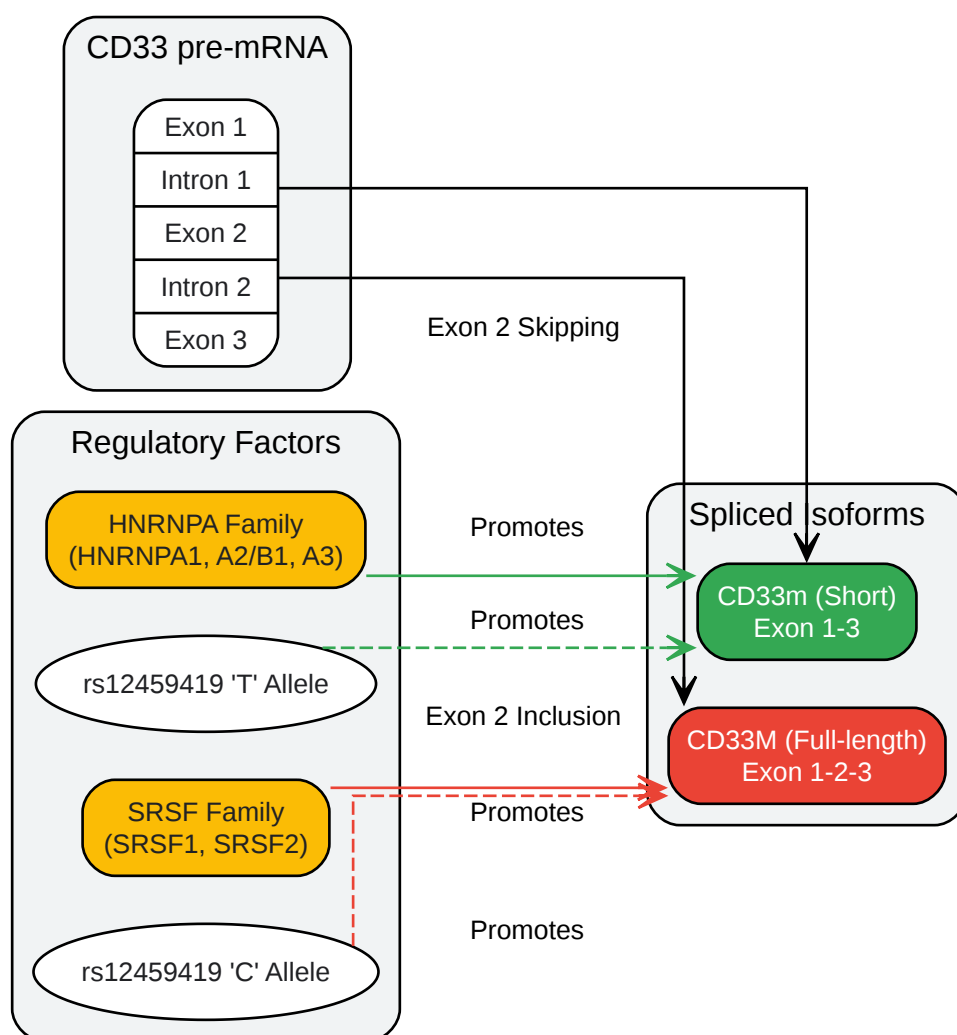 CD33 pre-mRNA
Exon 1
Intron 1
Exon 2
Intron 2
Exon 3
Exon 2 Skipping
Regulatory Factors
HNRNPA Family
(HNRNPA1, A2/B1, A3)
Promotes
Spliced Isoforms
CD33m (Short)
Exon 1-3
Promotes
rs12459419 'T' Allele
Exon 2 Inclusion
CD33M (Full-length)
Exon 1-2-3
SRSF Family
(SRSF1, SRSF2)
Promotes
Promotes
rs12459419 'C' Allele